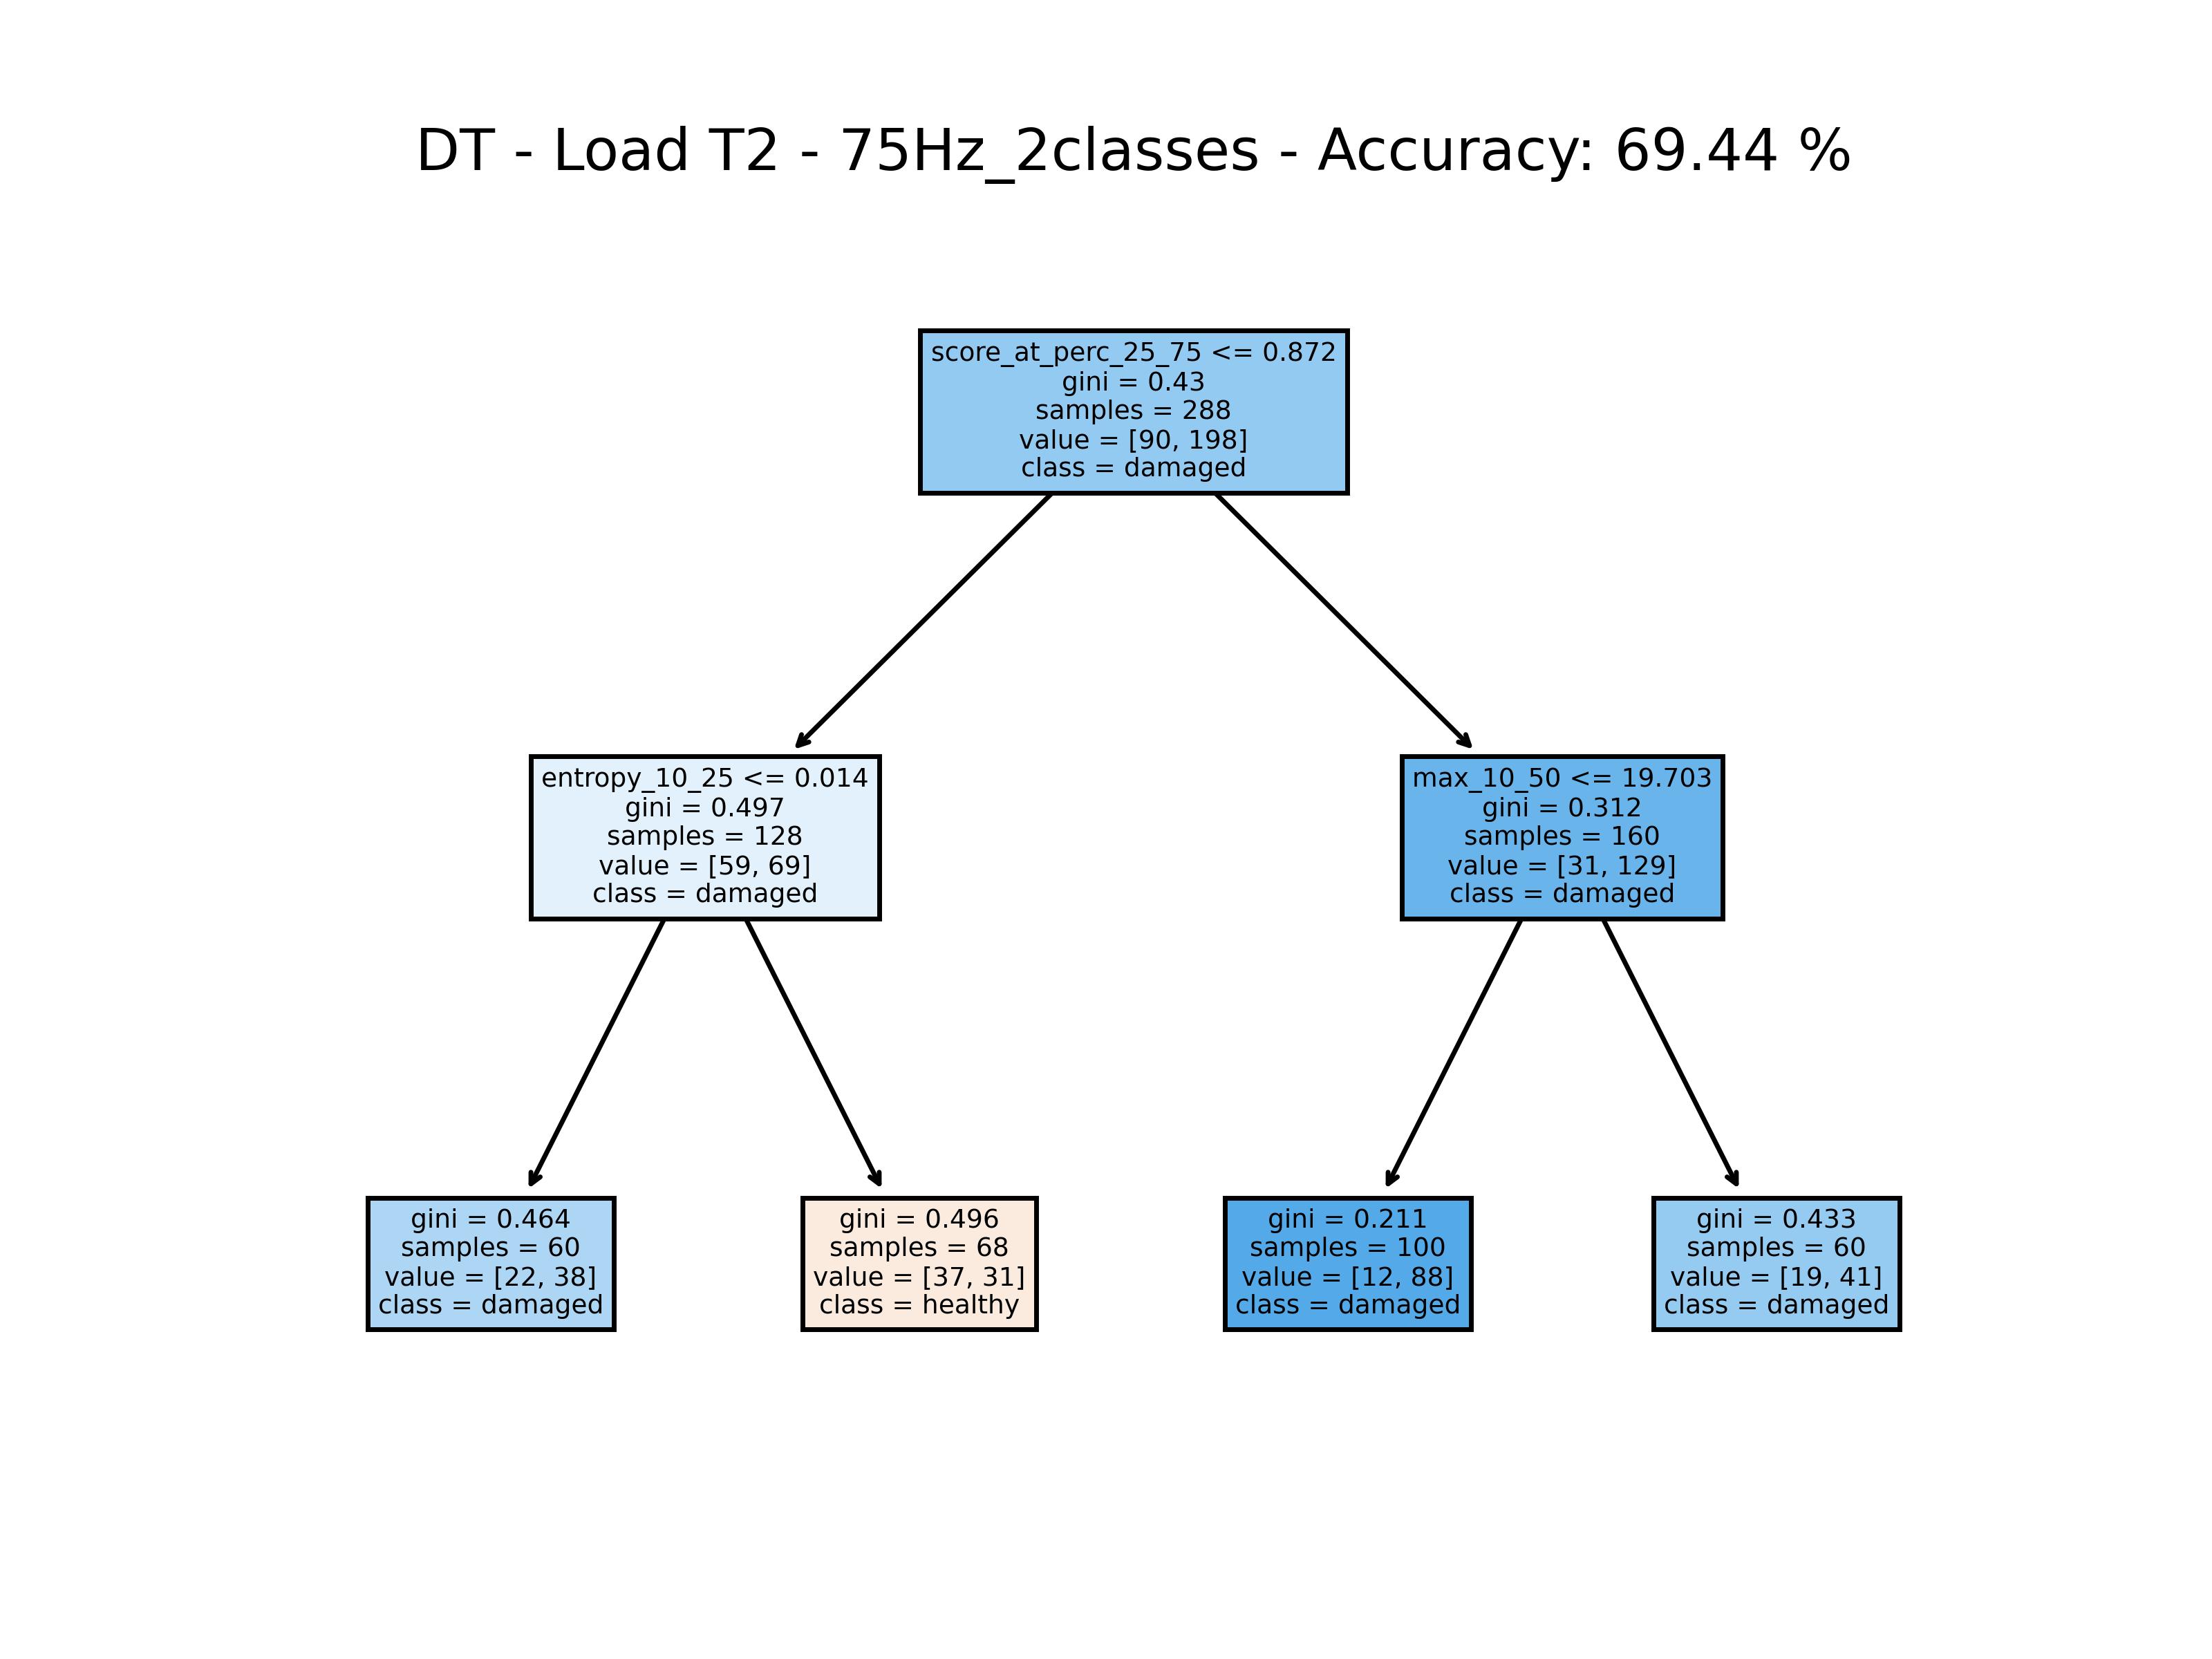 DT - Load T2 - 75Hz_2classes - Accuracy: 69.44 %
score_at_perc_25_75 <= 0.872
gini = 0.43
samples = 288
value = [90, 198]
class = damaged
entropy_10_25 <= 0.014
gini = 0.497
samples = 128
value = [59, 69]
class = damaged
max_10_50 <= 19.703
gini = 0.312
samples = 160
value = [31, 129]
class = damaged
gini = 0.464
samples = 60
value = [22, 38]
class = damaged
gini = 0.496
samples = 68
value = [37, 31]
class = healthy
gini = 0.211
samples = 100
value = [12, 88]
class = damaged
gini = 0.433
samples = 60
value = [19, 41]
class = damaged